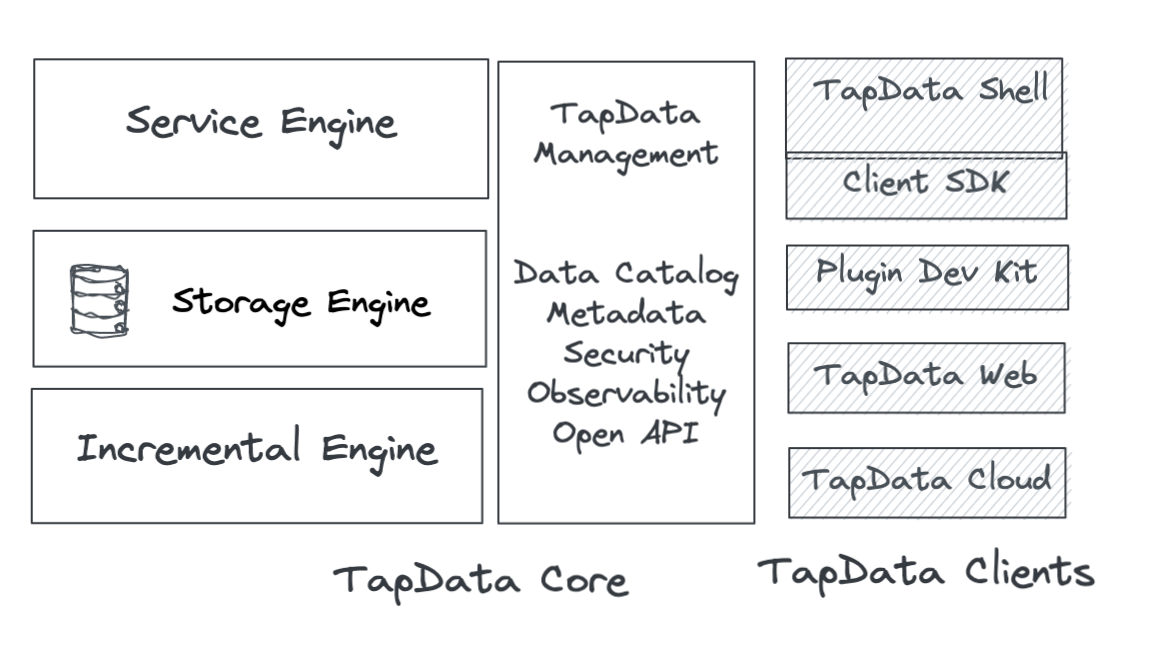 Service Engine
Storage Engine
Incremental Engine
TapData
Management
Data Catalog
Metadata
Security
Observability
Open API
TapData Core
TapData Shell
Client SDK
Plugin Dev Kit
TapData Web
TapData Cloud
TapData Clients